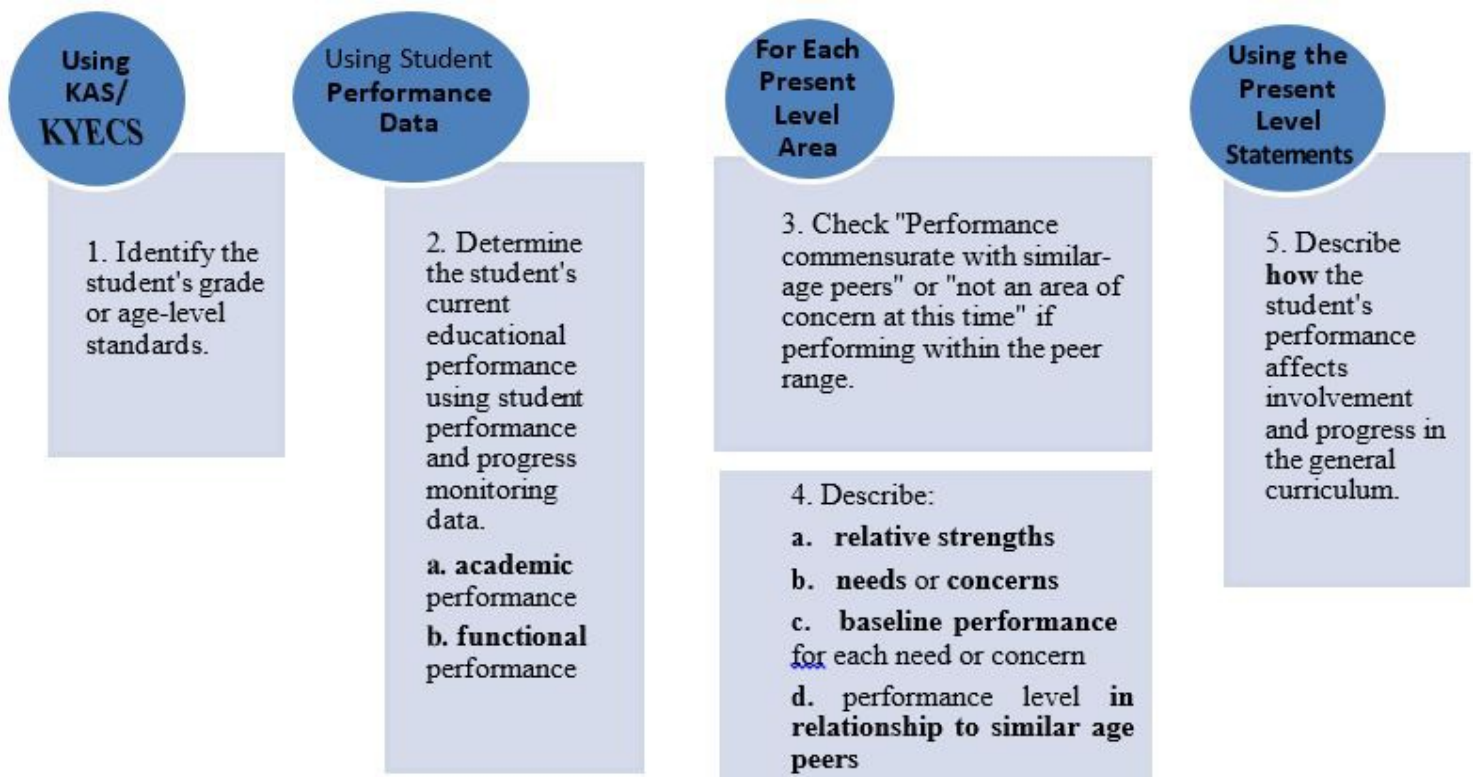 Using
KAS/
KYECS
1. Identify the
student's grade
or age-level
standards.
Using Student
Performance
Data
2. Determine
the student's
current
educational
performance
using student
performance
and progress
monitoring
data.
a. academic
performance
b. functional
performance
For Each
Present
Level
Area
3. Check "Performance
commensurate with similar-
age peers" or "not an area of
concern at this time" if
performing within the peer
range.
4. Describe:
a. relative strengths
b. needs or concerns
c. baseline performance
for each need or concern
d. performance level in
relationship to similar age
peers
Using the
Present
Level
Statements
5. Describe
how the
student's
performance
affects
involvement
and progress in
the general
curriculum.